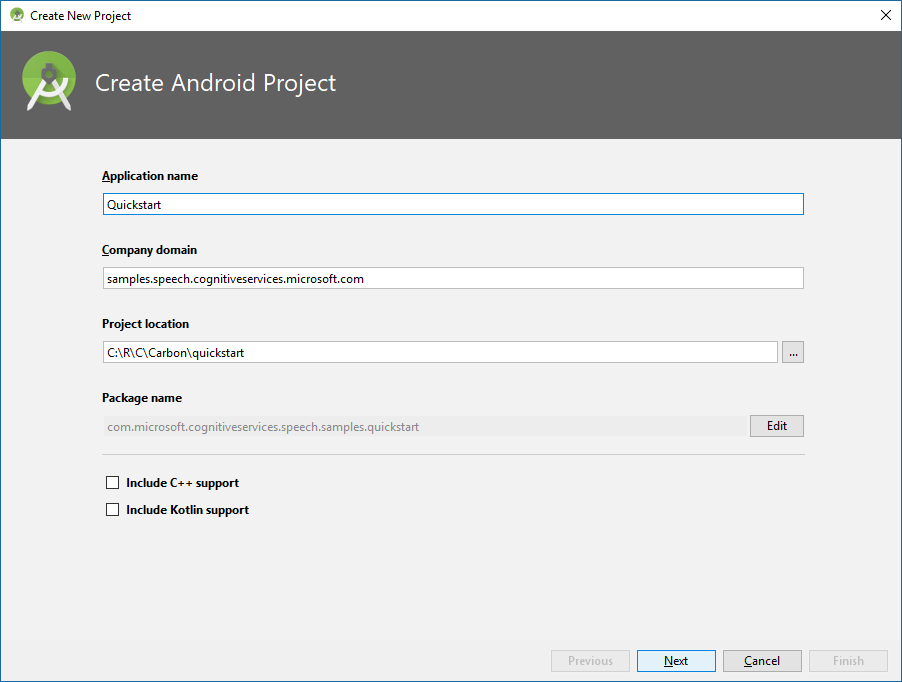 Create New Project
Create Android Project
Application name
Quickstart
Company domain
samples.speech.cognitiveservices.microsoft.com
Project location
C:\R\C\Carbon\quickstart
...
Package name
com.microsoft.cognitiveservices.speech.samples.quickstart
Edit
Include C++ support
Include Kotlin support
Previous Next Cancel Finish